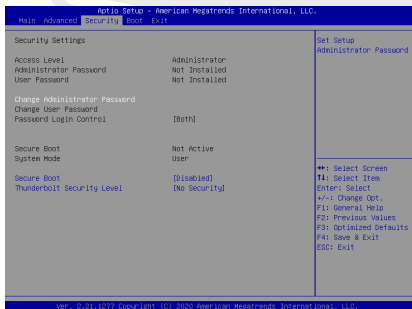 Aptio Setup - American Megatrends International, LLC.
Main Advanced Security Boot Exit
Security Settings
Access Level Administrator
Administrator Password Not Installed
User Password Not Installed
Change Administrator Password
Change User Password
Password Login Control [Both]
Secure Boot Not Active
System Mode User
Secure Boot [Disabled]
Thunderbolt Security Level [No Security]
Set Setup
Administrator Password
→←: Select Screen
↑↓: Select Item
Enter: Select
+/-: Change Opt.
F1: General Help
F2: Previous Values
F3: Optimized Defaults
F4: Save & Exit
ESC: Exit
Ver. 2.21.1277 Copyright (C) 2020 American Megatrends International, LLC.